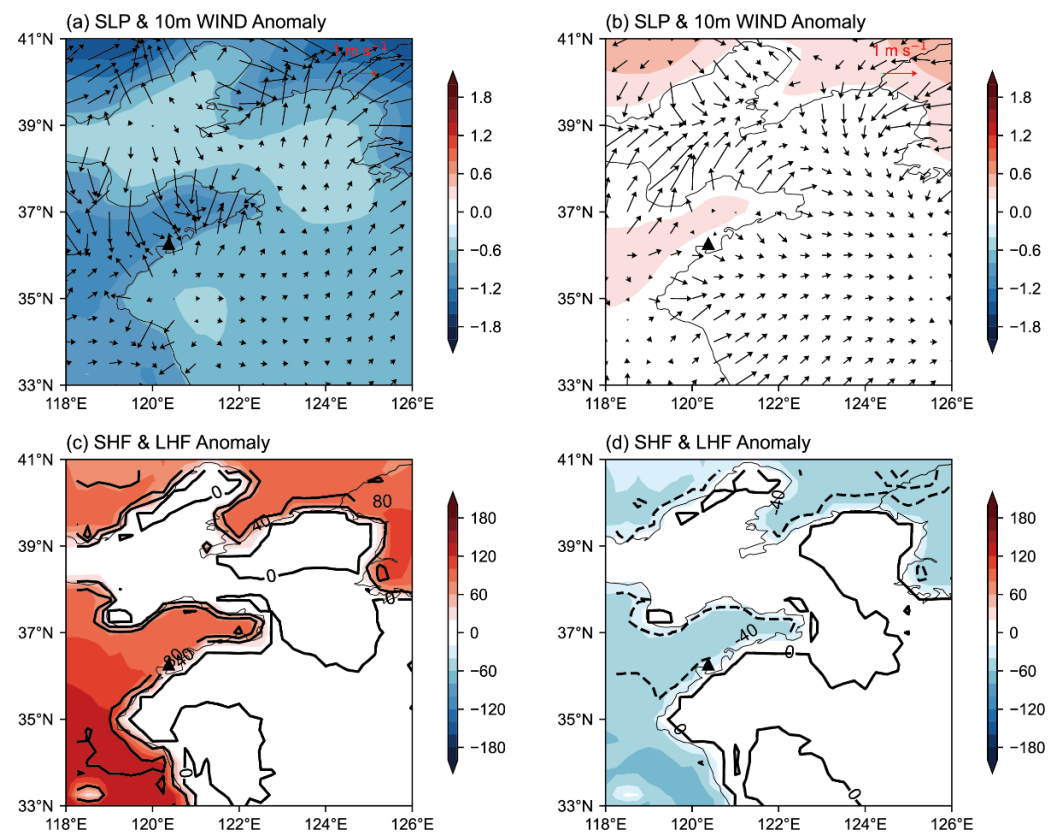 (a) SLP & 10m WIND Anomaly
41°N
39°N
37°N
35°N
33°N
118°E 120°E 122°E 124°E 126°E
1 m s⁻¹
1.8
1.2
0.6
0.0
−0.6
−1.2
−1.8
(b) SLP & 10m WIND Anomaly
41°N
39°N
37°N
35°N
33°N
118°E 120°E 122°E 124°E 126°E
1 m s⁻¹
1.8
1.2
0.6
0.0
−0.6
−1.2
−1.8
(c) SHF & LHF Anomaly
41°N
39°N
37°N
35°N
33°N
118°E 120°E 122°E 124°E 126°E
0
80
40
0
0
80
40
0
180
120
60
0
−60
−120
−180
(d) SHF & LHF Anomaly
41°N
39°N
37°N
35°N
33°N
118°E 120°E 122°E 124°E 126°E
-40
-40
0
0
0
180
120
60
0
−60
−120
−180